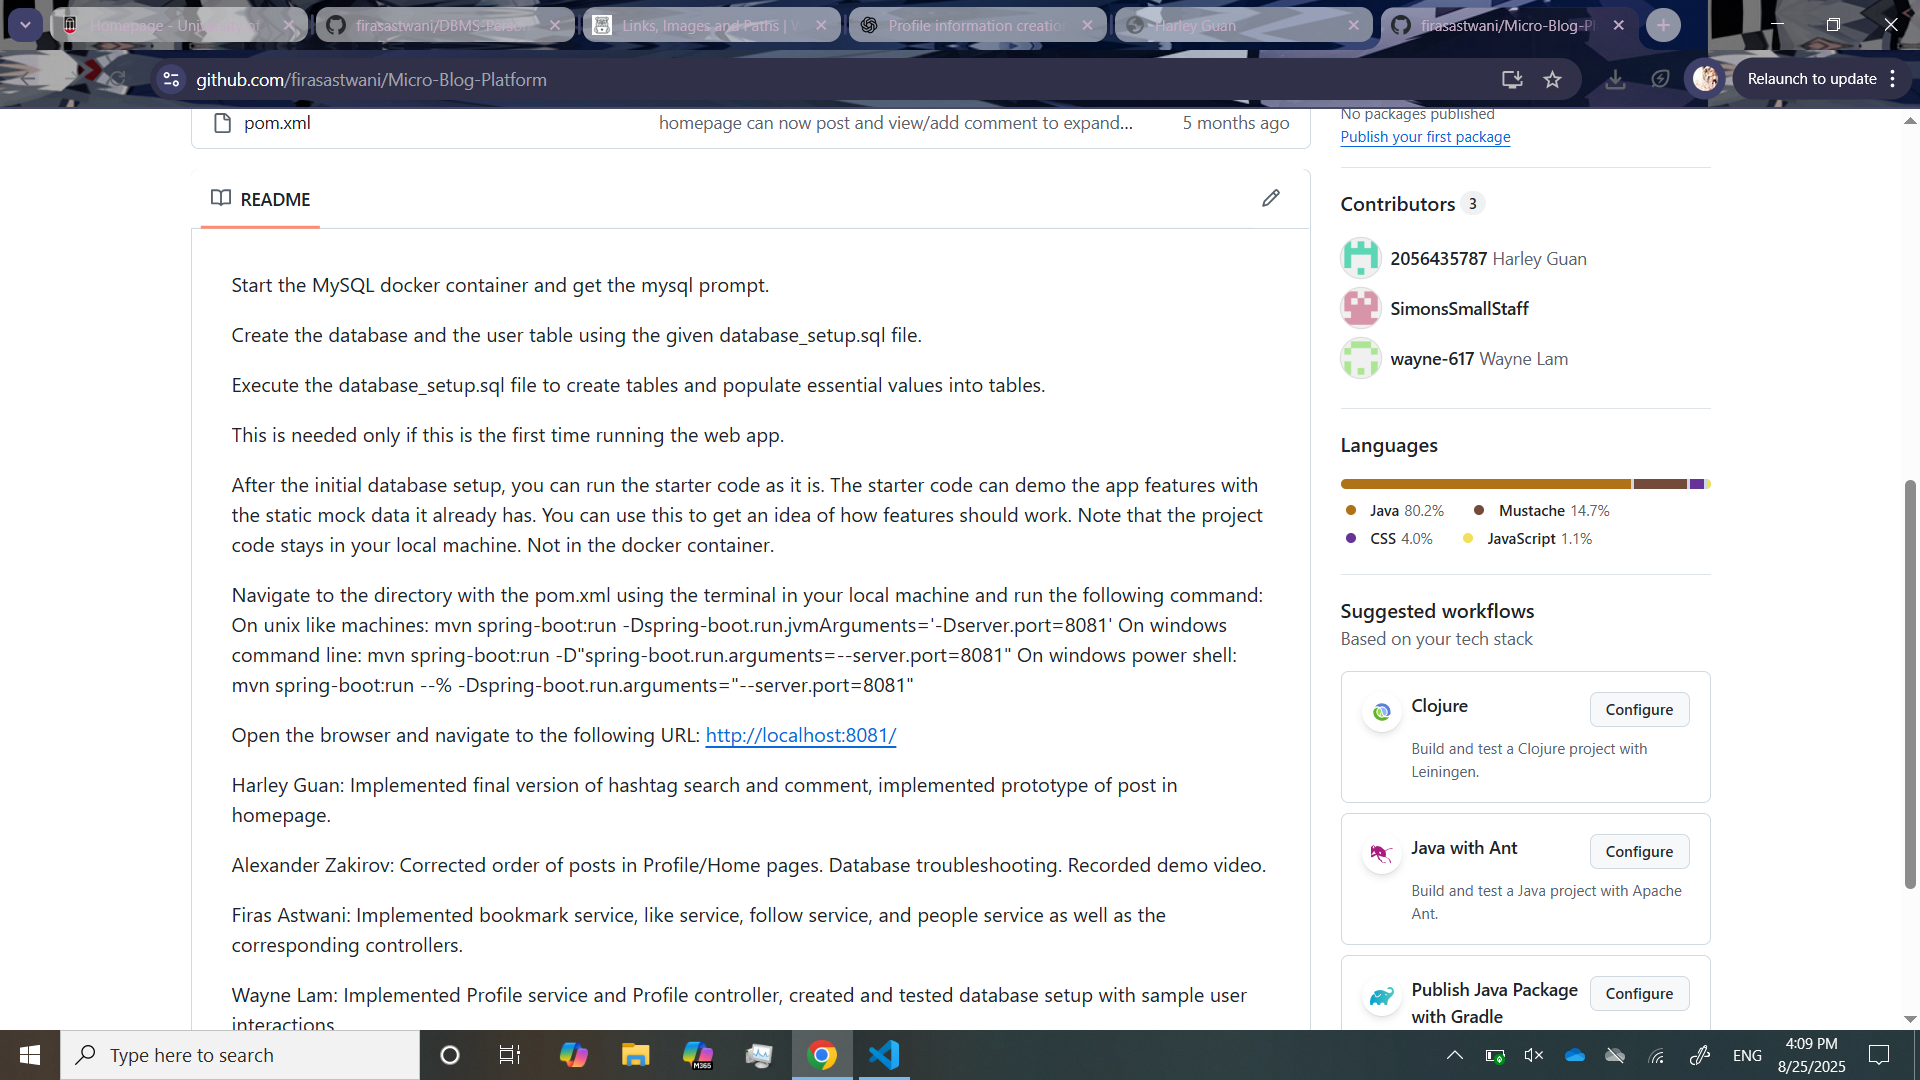 Homepage - Univ
firasastwani/DBMS-Person
Links, Images and Paths | W
Profile information creatio
Harley Guan
firasastwani/Micro-Blog-Pl
github.com/firasastwani/Micro-Blog-Platform
Relaunch to update
pom.xml
homepage can now post and view/add comment to expand...
5 months ago
No packages published
Publish your first package
README
Contributors 3
2056435787 Harley Guan
SimonsSmallStaff
wayne-617 Wayne Lam
Start the MySQL docker container and get the mysql prompt.
Create the database and the user table using the given database_setup.sql file.
Execute the database_setup.sql file to create tables and populate essential values into tables.
This is needed only if this is the first time running the web app.
After the initial database setup, you can run the starter code as it is. The starter code can demo the app features with
the static mock data it already has. You can use this to get an idea of how features should work. Note that the project
code stays in your local machine. Not in the docker container.
Navigate to the directory with the pom.xml using the terminal in your local machine and run the following command:
On unix like machines: mvn spring-boot:run -Dspring-boot.run.jvmArguments='-Dserver.port=8081' On windows
command line: mvn spring-boot:run -D"spring-boot.run.arguments=--server.port=8081" On windows power shell:
mvn spring-boot:run --% -Dspring-boot.run.arguments="--server.port=8081"
Open the browser and navigate to the following URL: http://localhost:8081/
Harley Guan: Implemented final version of hashtag search and comment, implemented prototype of post in
homepage.
Alexander Zakirov: Corrected order of posts in Profile/Home pages. Database troubleshooting. Recorded demo video.
Firas Astwani: Implemented bookmark service, like service, follow service, and people service as well as the
corresponding controllers.
Wayne Lam: Implemented Profile service and Profile controller, created and tested database setup with sample user
interactions
Languages
Java 80.2%
Mustache 14.7%
CSS 4.0%
JavaScript 1.1%
Suggested workflows
Based on your tech stack
Clojure
Configure
Build and test a Clojure project with
Leiningen.
Java with Ant
Configure
Build and test a Java project with Apache
Ant.
Publish Java Package
with Gradle
Configure
Type here to search
M365
ENG
4:09 PM
8/25/2025